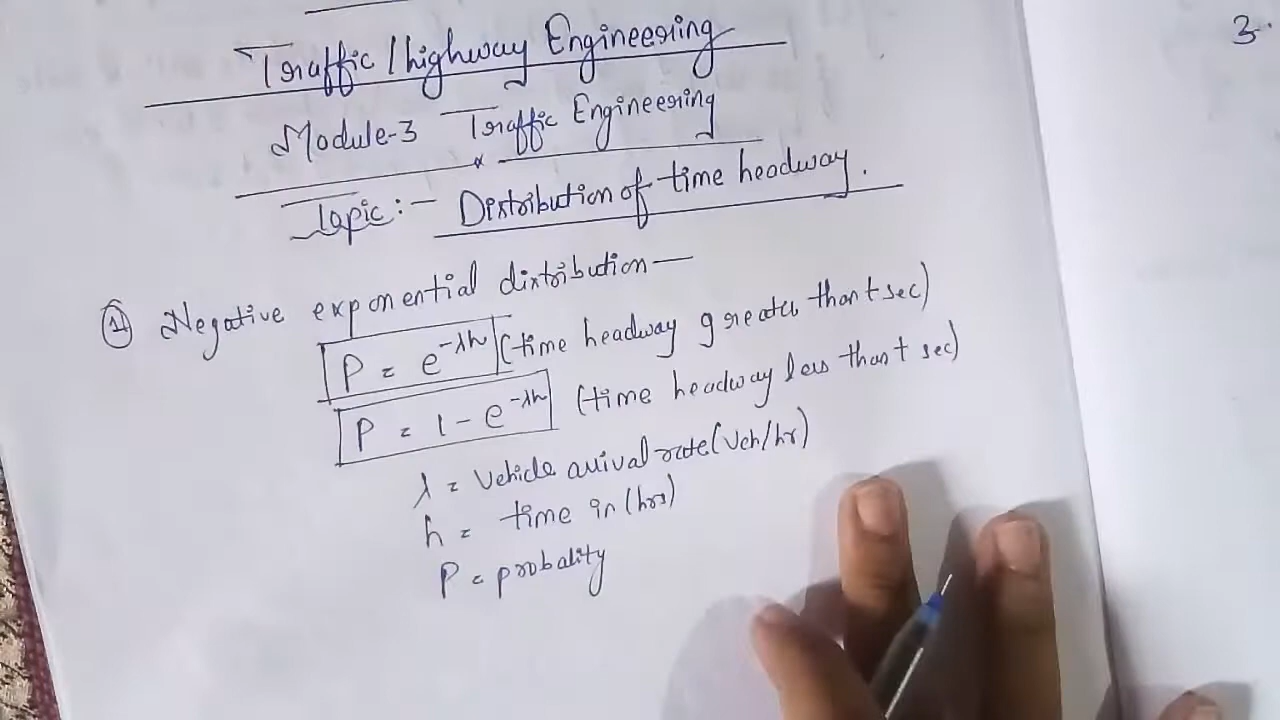 Traffic / highway Engineering
3.
Module-3 Traffic Engineering
Topic:- Distribution of time headway.
① Negative exponential distribution—
P = e^-λh (time headway greater than t sec)
P = 1 - e^-λh (time headway less than t sec)
λ = Vehicle arival rate (Veh/hr)
h = time in (hrs)
P = probality